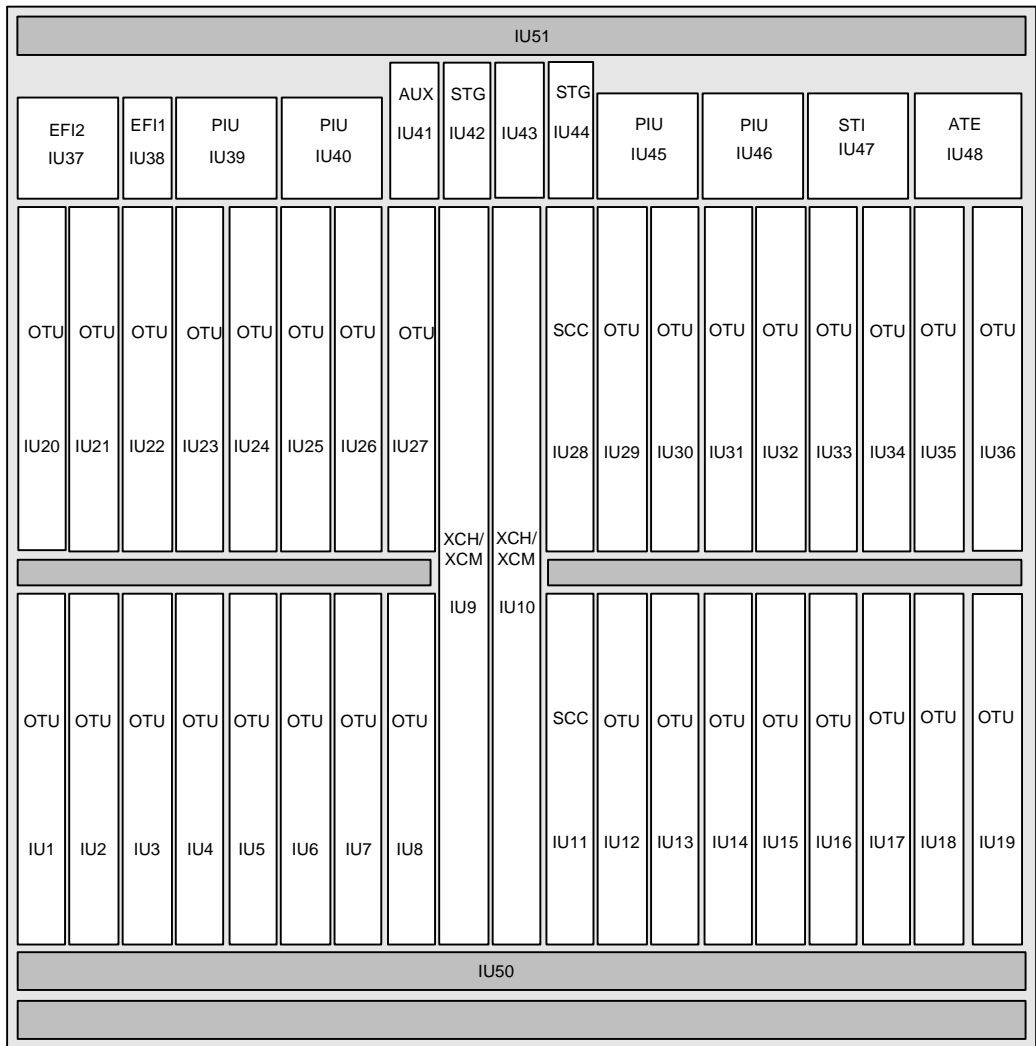 IU51
AUX STG STG
EFI2 EFI1 PIU PIU IU41 IU42 IU43 IU44 PIU PIU STI ATE
IU37 IU38 IU39 IU40 IU45 IU46 IU47 IU48
OTU OTU OTU OTU OTU OTU OTU OTU SCC OTU OTU OTU OTU OTU OTU OTU OTU
IU20 IU21 IU22 IU23 IU24 IU25 IU26 IU27 IU28 IU29 IU30 IU31 IU32 IU33 IU34 IU35 IU36
XCH/ XCH/
XCM XCM
IU9 IU10
OTU OTU OTU OTU OTU OTU OTU OTU SCC OTU OTU OTU OTU OTU OTU OTU OTU
IU1 IU2 IU3 IU4 IU5 IU6 IU7 IU8 IU11 IU12 IU13 IU14 IU15 IU16 IU17 IU18 IU19
IU50